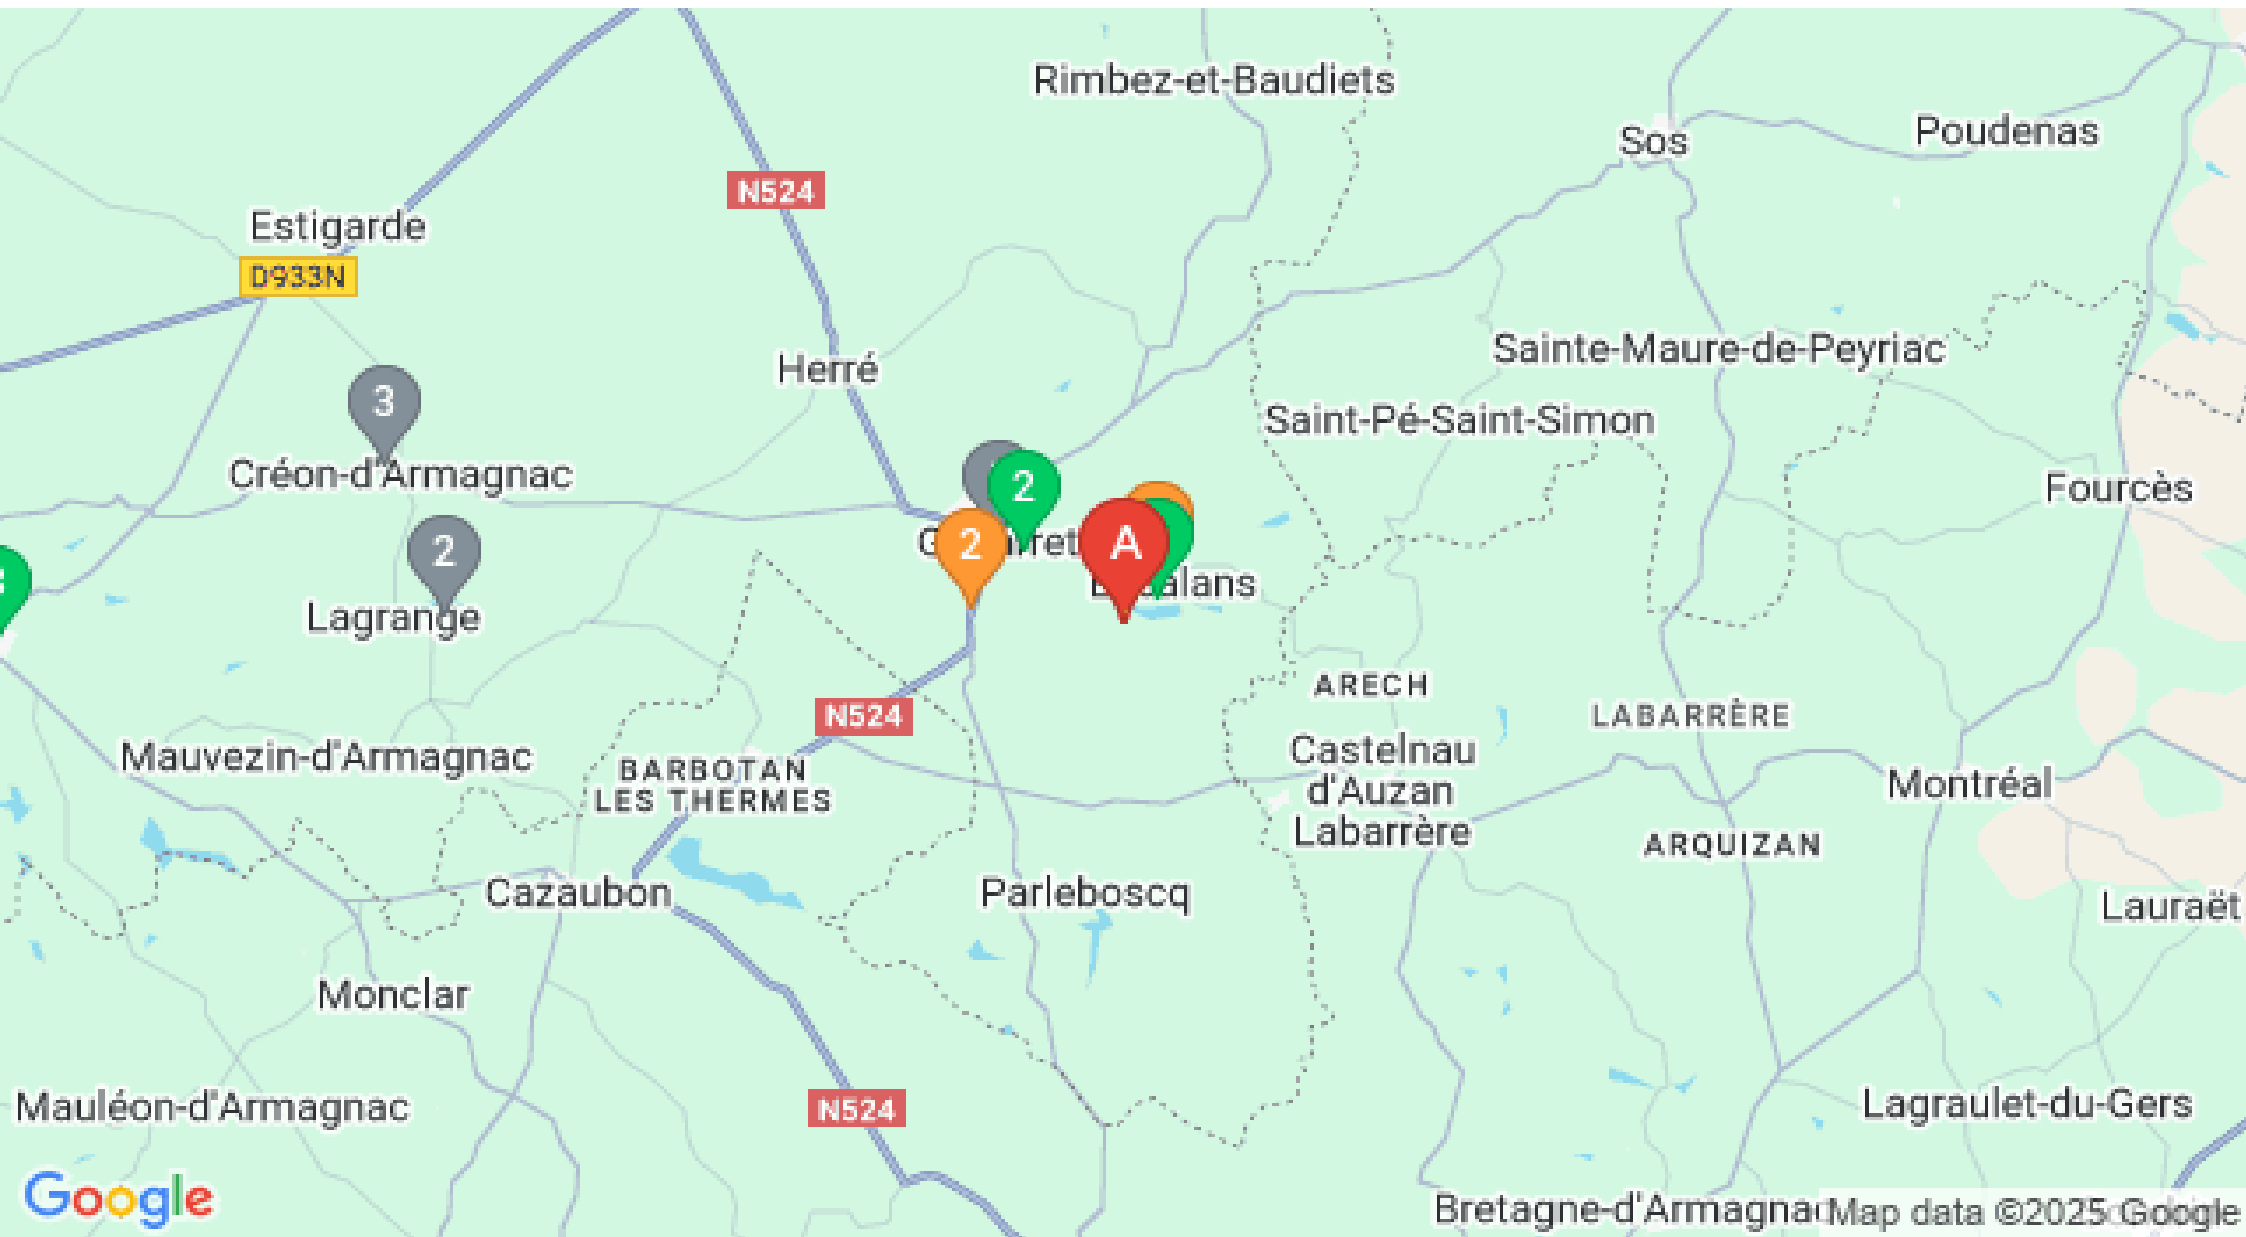 Rimbez-et-Baudiets
Sos
Poudenas
N524
Estigarde
D933N
Herré
Sainte-Maure-de-Peyriac
3
Saint-Pé-Saint-Simon
Créon-d'Armagnac
2
Fourcès
2
2
A
Lagrange
ARECH
N524
LABARRÈRE
Mauvezin-d'Armagnac
BARBOTAN
LES THERMES
Castelnau
d'Auzan
Labarrère
Montréal
ARQUIZAN
Cazaubon
Parleboscq
Lauraët
Monclar
Mauléon-d'Armagnac
N524
Lagraulet-du-Gers
Google
Bretagne-d'Armagnac
Map data ©2025 Google